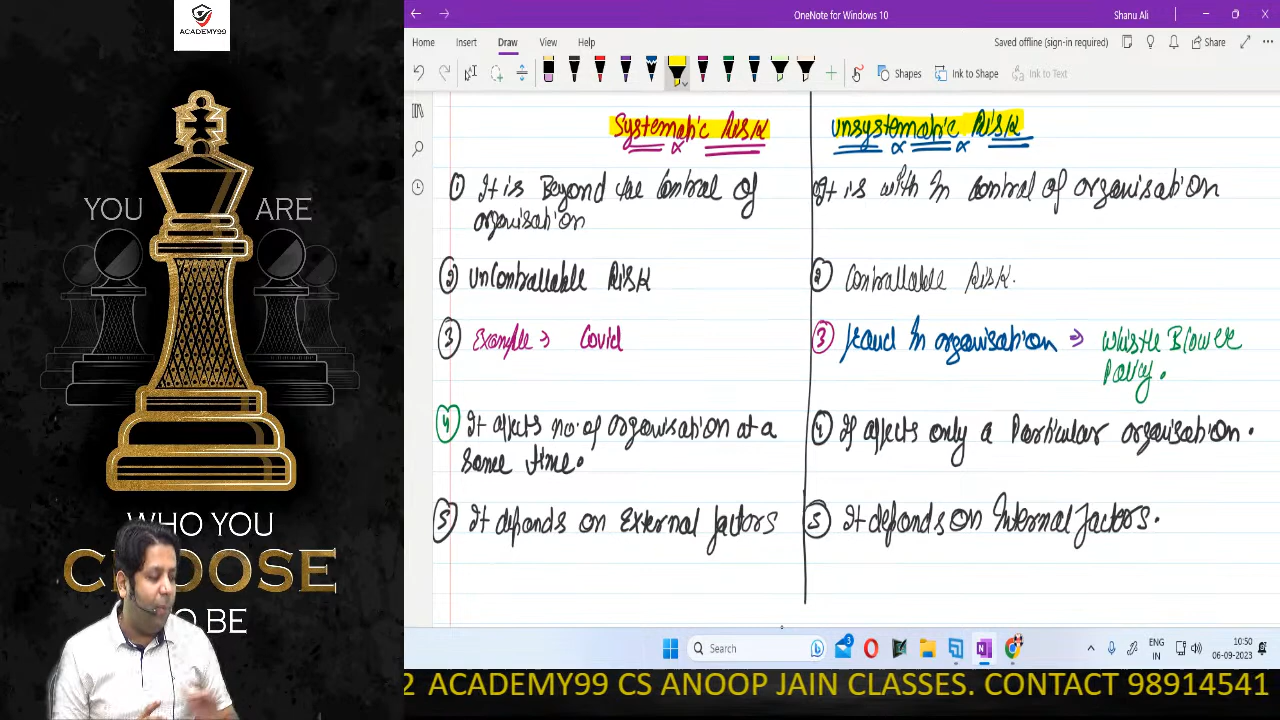 ACADEMY99
YOU ARE
WHO YOU
CHOOSE
TO BE
OneNote for Windows 10
Shanu Ali
Home Insert Draw View Help
Saved offline (sign-in required)
Share
Shapes
Ink to Shape
Ink to Text
Systematic Risk
Unsystematic Risk
① It is Beyond the Control of
organisation
It is with In control of organisation
② UnControllable Risk
② Controllable Risk.
③ Example → Covid
③ fraud In organisation ⇒ Whistle Blower
Policy.
④ It affects no. of organisation at a
same time.
④ If affects only a Particular organisation.
⑤ It depends on External factors
⑤ It depends on Internal factors.
Search
3
ENG
IN
10:50
06-09-2023
2 ACADEMY99 CS ANOOP JAIN CLASSES. CONTACT 98914541